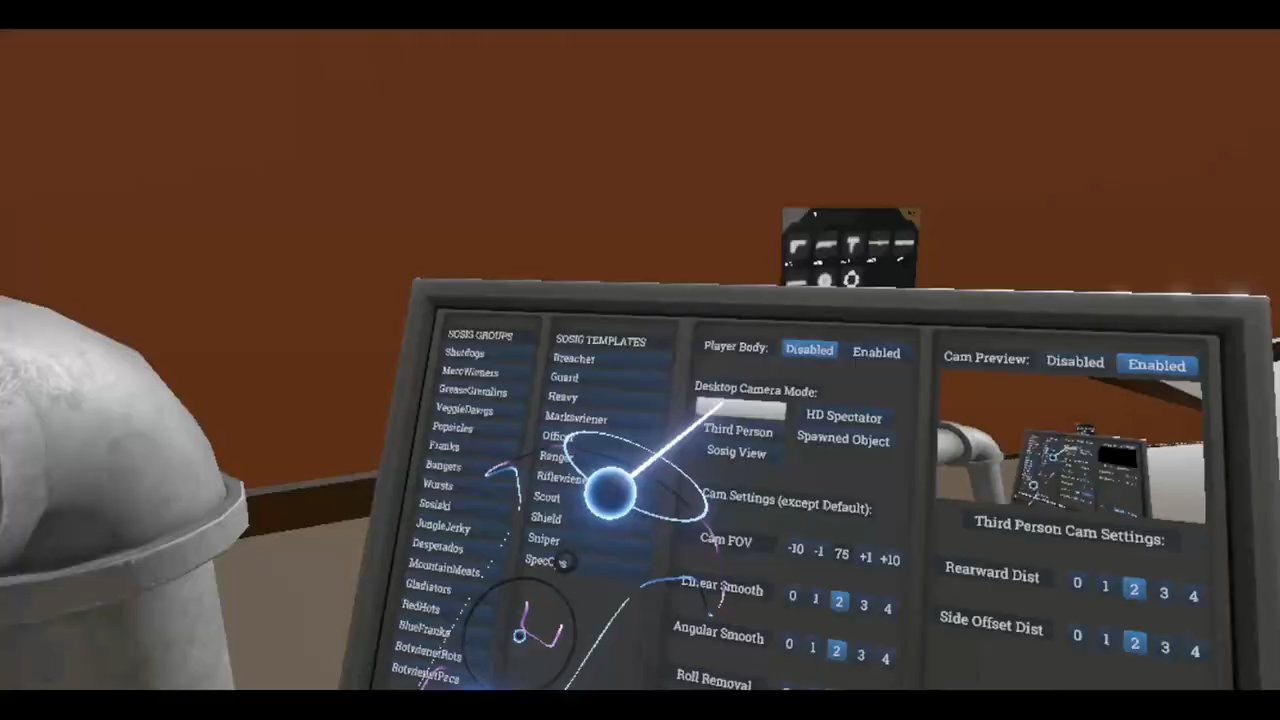 SOSIG GROUPS
Shutdogs
MercWieners
GreaseGremlins
VeggieDawgs
Popsicles
Franks
Bangers
Wursts
Sosiski
JungleJerky
Desperados
MountainMeats
Gladiators
RedHots
BlueFranks
SOSIG TEMPLATES
Breacher
Guard
Heavy
Markswiener
Ranger
Scout
Shield
Sniper
Player Body: Disabled Enabled
Desktop Camera Mode:
HD Spectator
Third Person Spawned Object
Sosig View
Cam Settings (except Default):
Cam FOV -10 -1 75 +1 +10
Linear Smooth 0 1 2 3 4
Angular Smooth 0 1 2 3 4
Roll Removal
Cam Preview: Disabled Enabled
Third Person Cam Settings:
Rearward Dist 0 1 2 3 4
Side Offset Dist 0 1 2 3 4